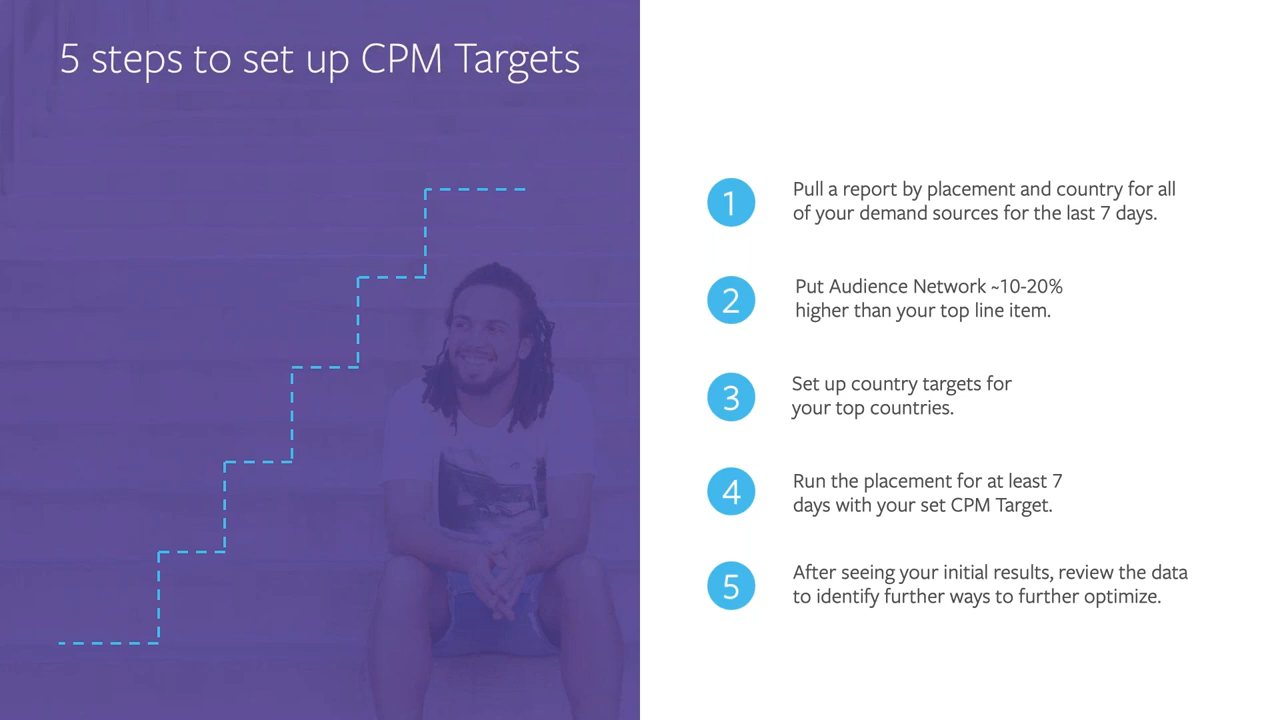 5 steps to set up CPM Targets
1
Pull a report by placement and country for all
of your demand sources for the last 7 days.
2
Put Audience Network ~10-20%
higher than your top line item.
3
Set up country targets for
your top countries.
4
Run the placement for at least 7
days with your set CPM Target.
5
After seeing your initial results, review the data
to identify further ways to further optimize.